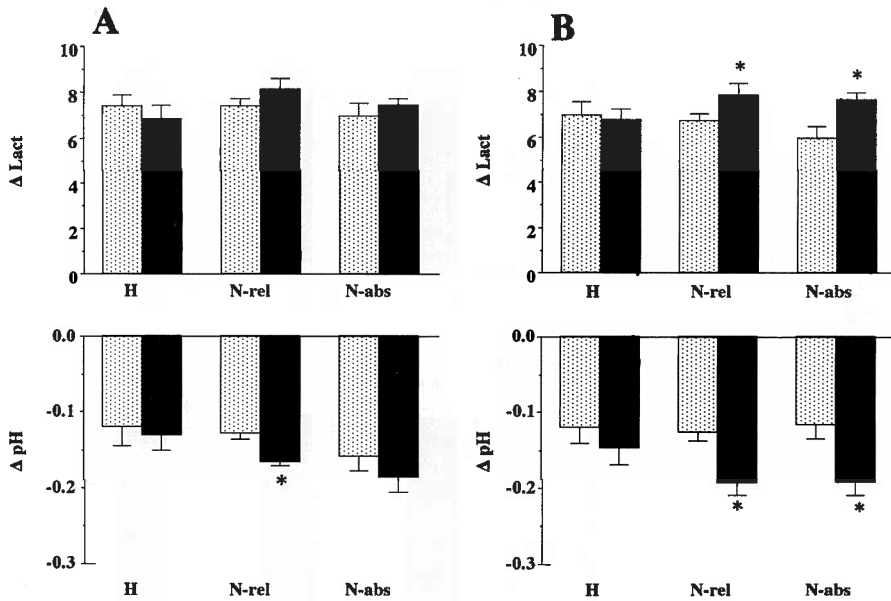 A
10
8
6
4
2
0
Δ Lact
H N-rel N-abs
0.0
-0.1
-0.2
-0.3
Δ pH
*
H N-rel N-abs
B
10
8
6
4
2
0
Δ Lact
* *
H N-rel N-abs
0.0
-0.1
-0.2
-0.3
Δ pH
* *
H N-rel N-abs